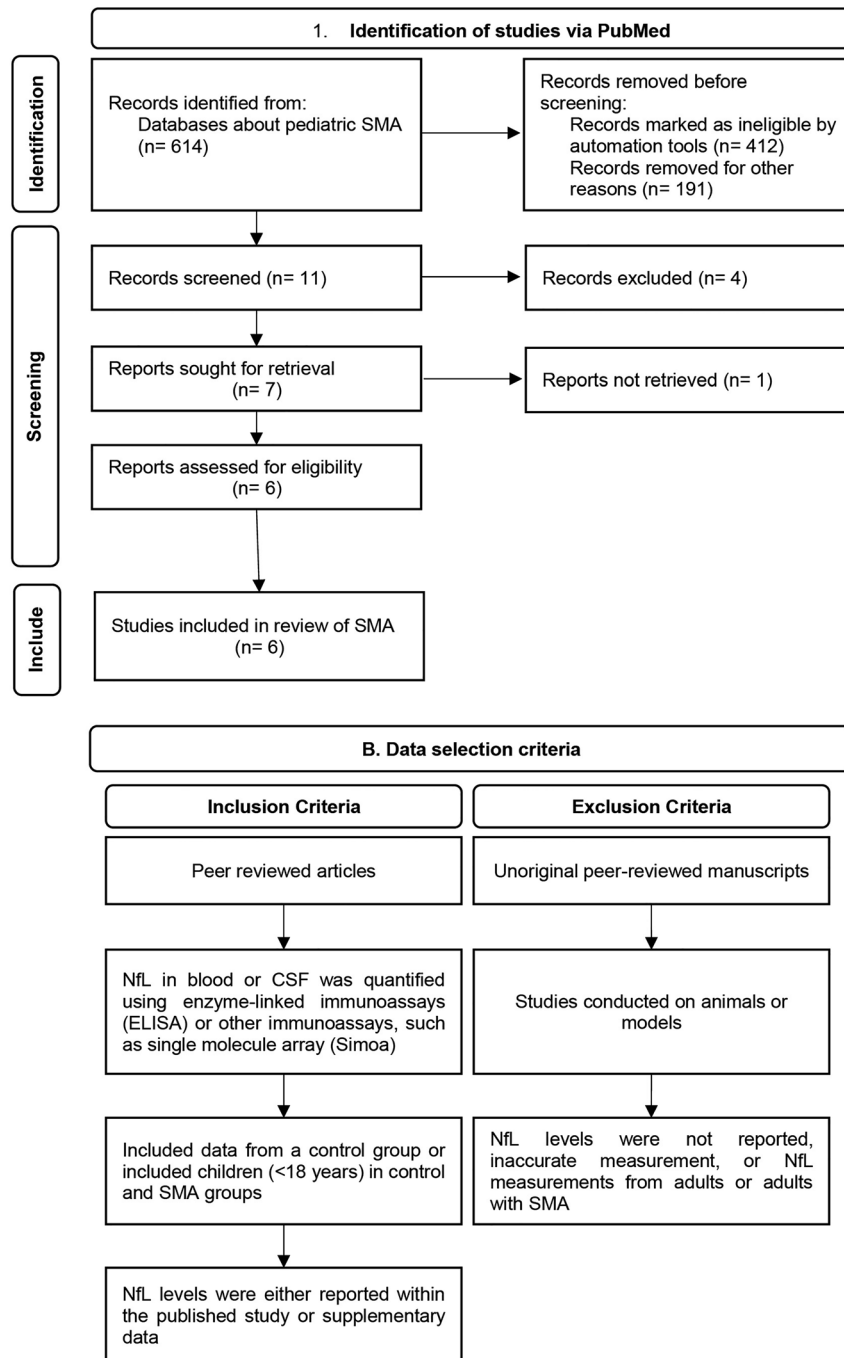 1. Identification of studies via PubMed
Identification
Records identified from:
Databases about pediatric SMA
(n= 614)
Records removed before
screening:
Records marked as ineligible by
automation tools (n= 412)
Records removed for other
reasons (n= 191)
Screening
Records screened (n= 11)
Records excluded (n= 4)
Reports sought for retrieval
(n= 7)
Reports not retrieved (n= 1)
Reports assessed for eligibility
(n= 6)
Include
Studies included in review of SMA
(n= 6)
B. Data selection criteria
Inclusion Criteria
Exclusion Criteria
Peer reviewed articles
Unoriginal peer-reviewed manuscripts
NfL in blood or CSF was quantified
using enzyme-linked immunoassays
(ELISA) or other immunoassays, such
as single molecule array (Simoa)
Studies conducted on animals or
models
Included data from a control group or
included children (<18 years) in control
and SMA groups
NfL levels were not reported,
inaccurate measurement, or NfL
measurements from adults or adults
with SMA
NfL levels were either reported within
the published study or supplementary
data